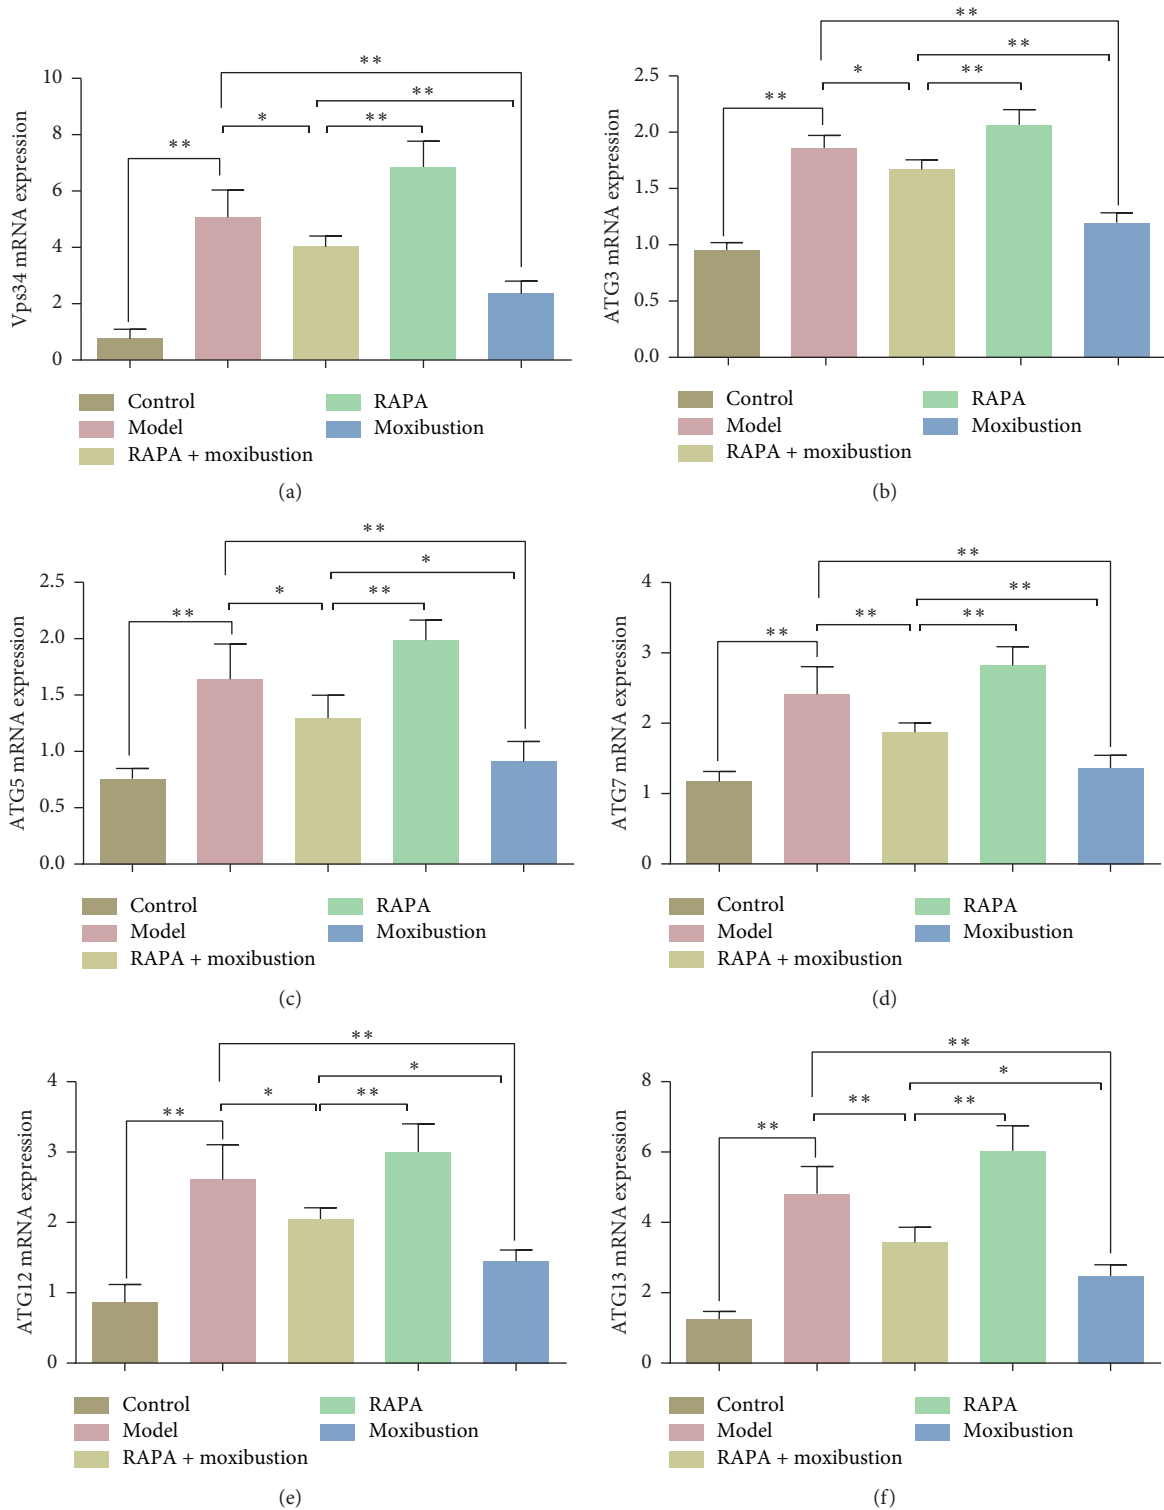 **
**
**
*
**
10
8
6
4
2
0
Vps34 mRNA expression
Control
Model
RAPA + moxibustion
RAPA
Moxibustion
(a)
**
**
*
**
**
2.5
2.0
1.5
1.0
0.5
0.0
ATG3 mRNA expression
Control
Model
RAPA + moxibustion
RAPA
Moxibustion
(b)
**
*
*
**
**
2.5
2.0
1.5
1.0
0.5
0.0
ATG5 mRNA expression
Control
Model
RAPA + moxibustion
RAPA
Moxibustion
(c)
**
**
**
**
**
4
3
2
1
0
ATG7 mRNA expression
Control
Model
RAPA + moxibustion
RAPA
Moxibustion
(d)
**
*
*
**
**
4
3
2
1
0
ATG12 mRNA expression
Control
Model
RAPA + moxibustion
RAPA
Moxibustion
(e)
**
*
**
**
**
8
6
4
2
0
ATG13 mRNA expression
Control
Model
RAPA + moxibustion
RAPA
Moxibustion
(f)